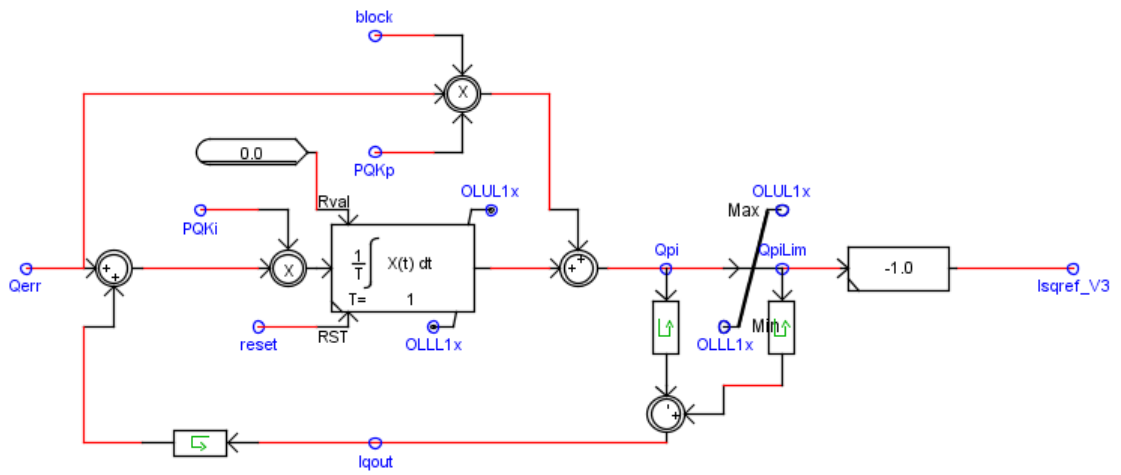 block
X
0.0
PQKp
Rval
OLUL1x
OLUL1x
Max
PQKi
Qerr
+
+
X
1
T
∫
X(t) dt
T= 1
+
+
Qpi
QpiLim
-1.0
Isqref_V3
reset
RST
OLLL1x
Min
OLLL1x
-
+
Iqout